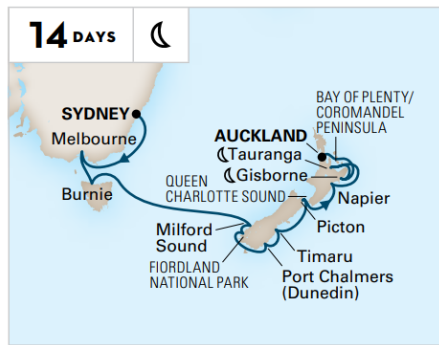 14 DAYS
SYDNEY
Melbourne
Burnie
BAY OF PLENTY/
COROMANDEL
PENINSULA
AUCKLAND
Tauranga
Gisborne
QUEEN
CHARLOTTE SOUND
Napier
Picton
Milford
Sound
FIORDLAND
NATIONAL PARK
Timaru
Port Chalmers
(Dunedin)